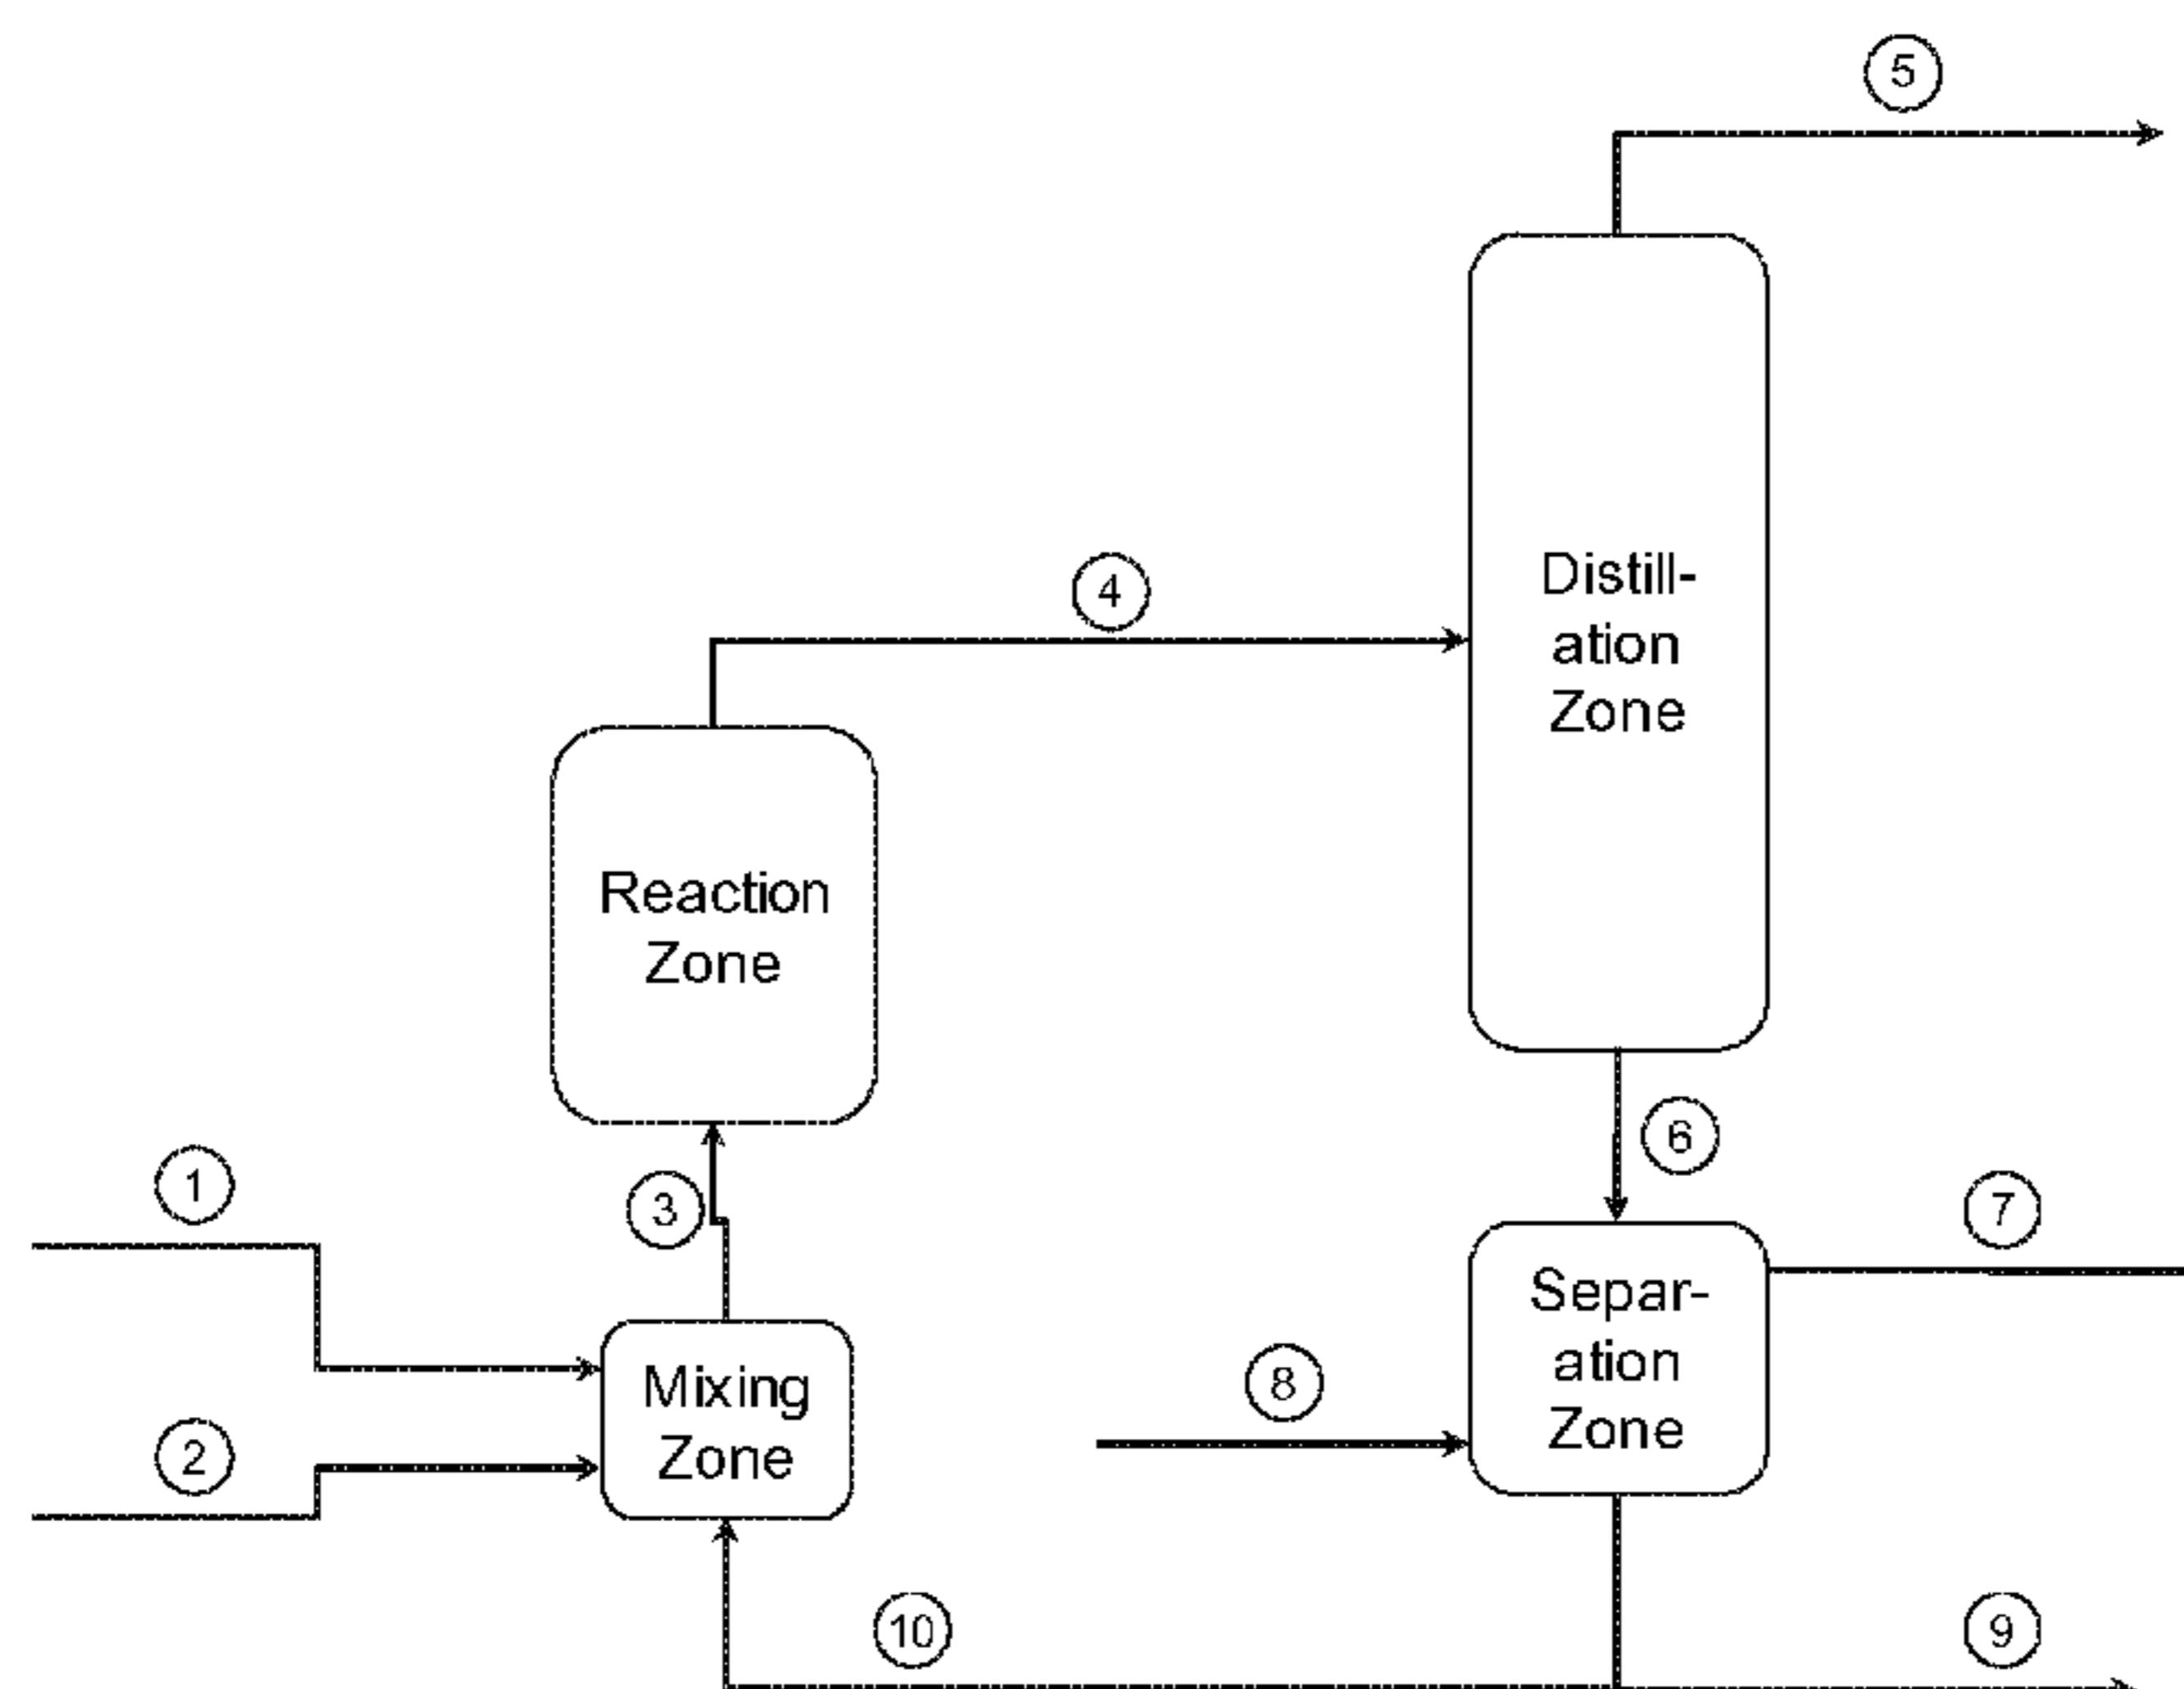 5
4
Distill-
ation
Zone
Reaction
Zone
6
1
3
7
Separ-
ation
Zone
Mixing
Zone
8
2
10
9